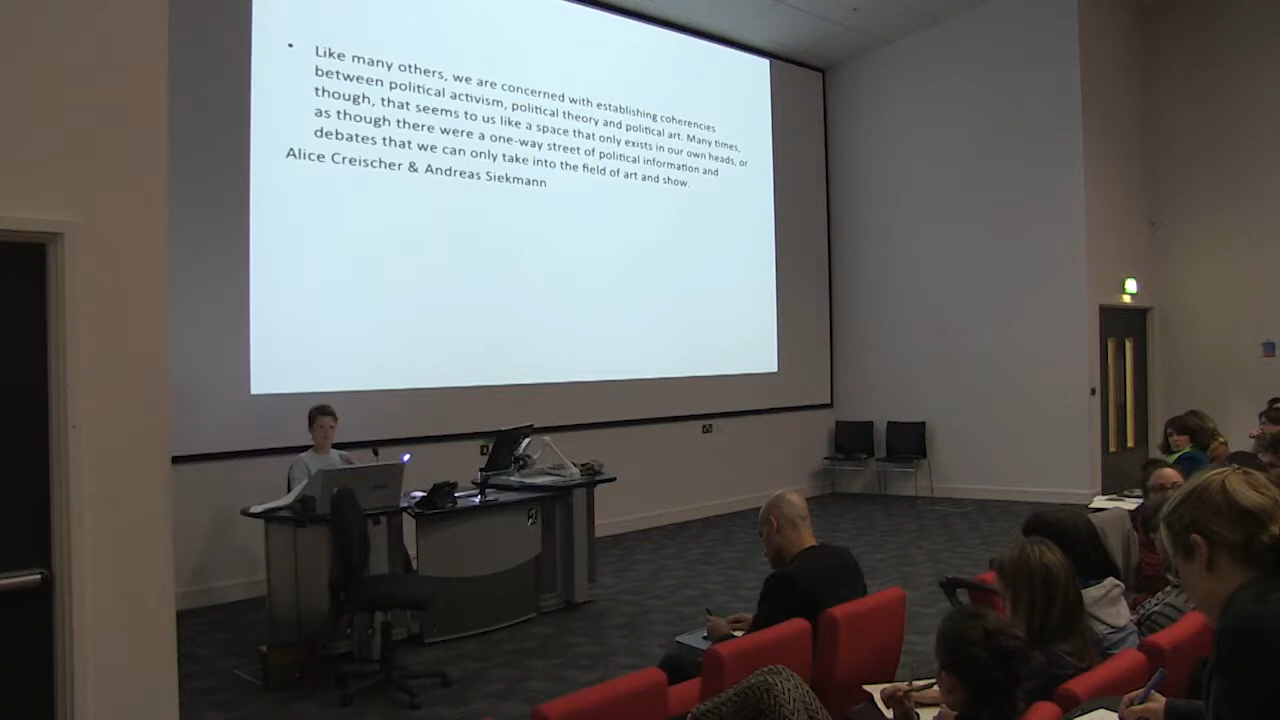 • Like many others, we are concerned with establishing coherencies
between political activism, political theory and political art. Many times,
though, that seems to us like a space that only exists in our own heads, or
as though there were a one-way street of political information and
debates that we can only take into the field of art and show.
Alice Creischer & Andreas Siekmann